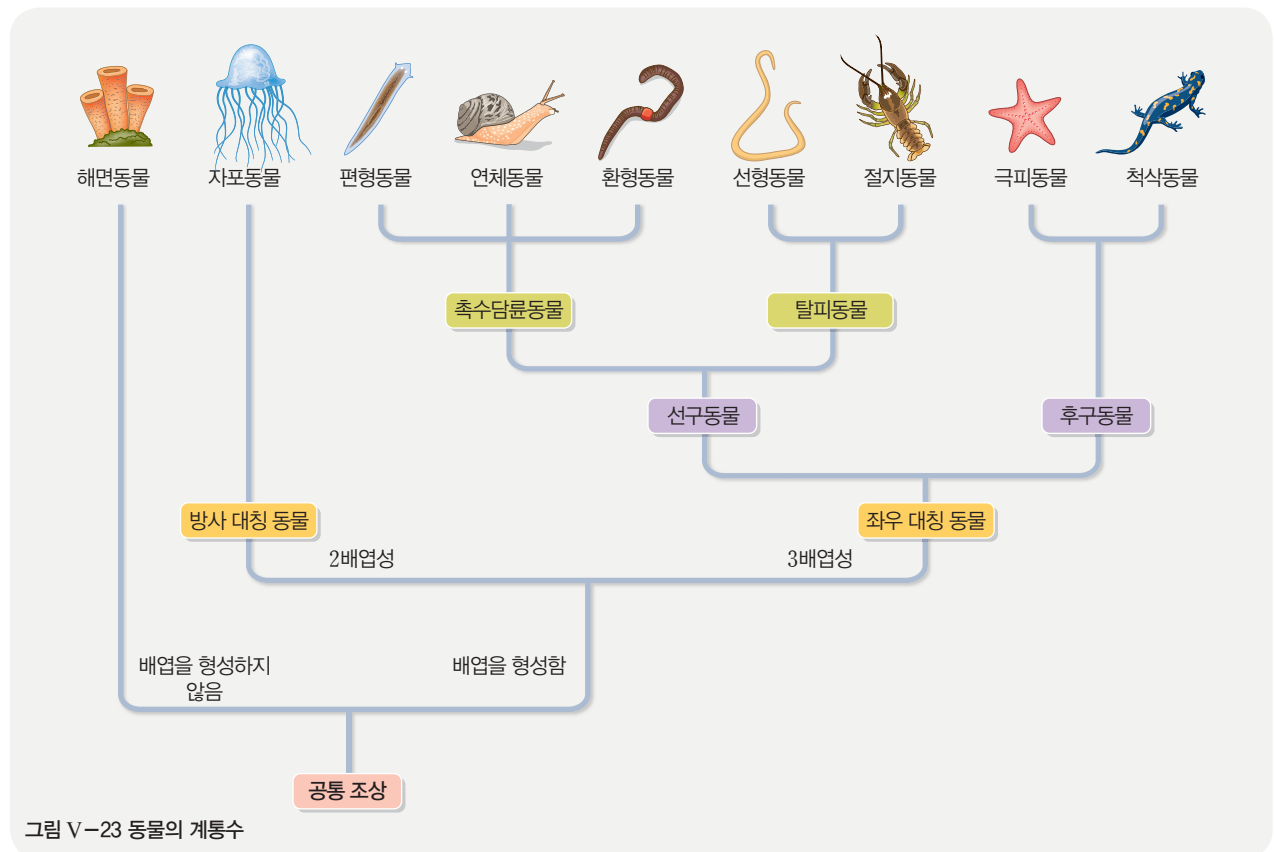 해면동물
자포동물
편형동물
연체동물
환형동물
선형동물
절지동물
극피동물
척삭동물
촉수담륜동물
탈피동물
선구동물
후구동물
방사 대칭 동물
좌우 대칭 동물
2배엽성
3배엽성
배엽을 형성하지
않음
배엽을 형성함
공통 조상
그림 Ⅴ-23 동물의 계통수